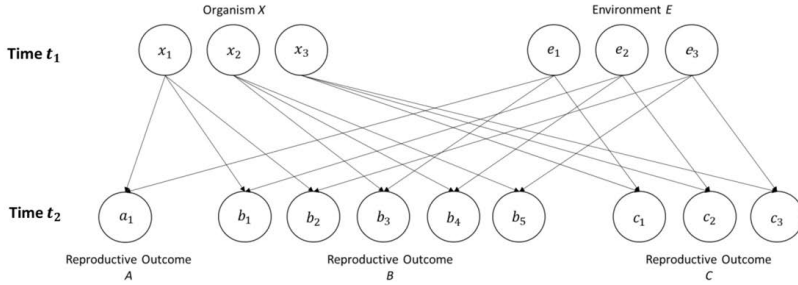 Organism X
Environment E
Time t₁
x₁
x₂
x₃
e₁
e₂
e₃
Time t₂
a₁
b₁
b₂
b₃
b₄
b₅
c₁
c₂
c₃
Reproductive Outcome
A
Reproductive Outcome
B
Reproductive Outcome
C